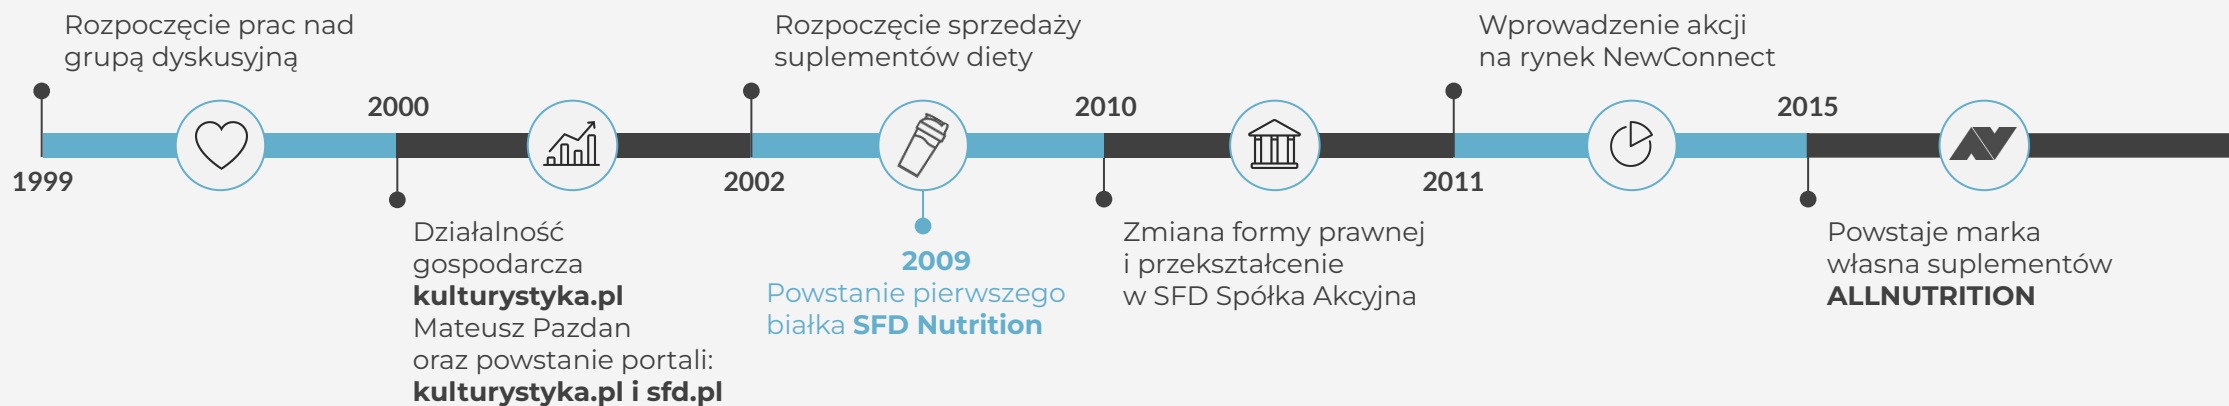 Rozpoczęcie prac nad
grupą dyskusyjną
1999
2000
Działalność
gospodarcza
kulturystyka.pl
Mateusz Pazdan
oraz powstanie portali:
kulturystyka.pl i sfd.pl
Rozpoczęcie sprzedaży
suplementów diety
2002
2009
Powstanie pierwszego
białka SFD Nutrition
2010
Zmiana formy prawnej
i przekształcenie
w SFD Spółka Akcyjna
Wprowadzenie akcji
na rynek NewConnect
2011
2015
Powstaje marka
własna suplementów
ALLNUTRITION